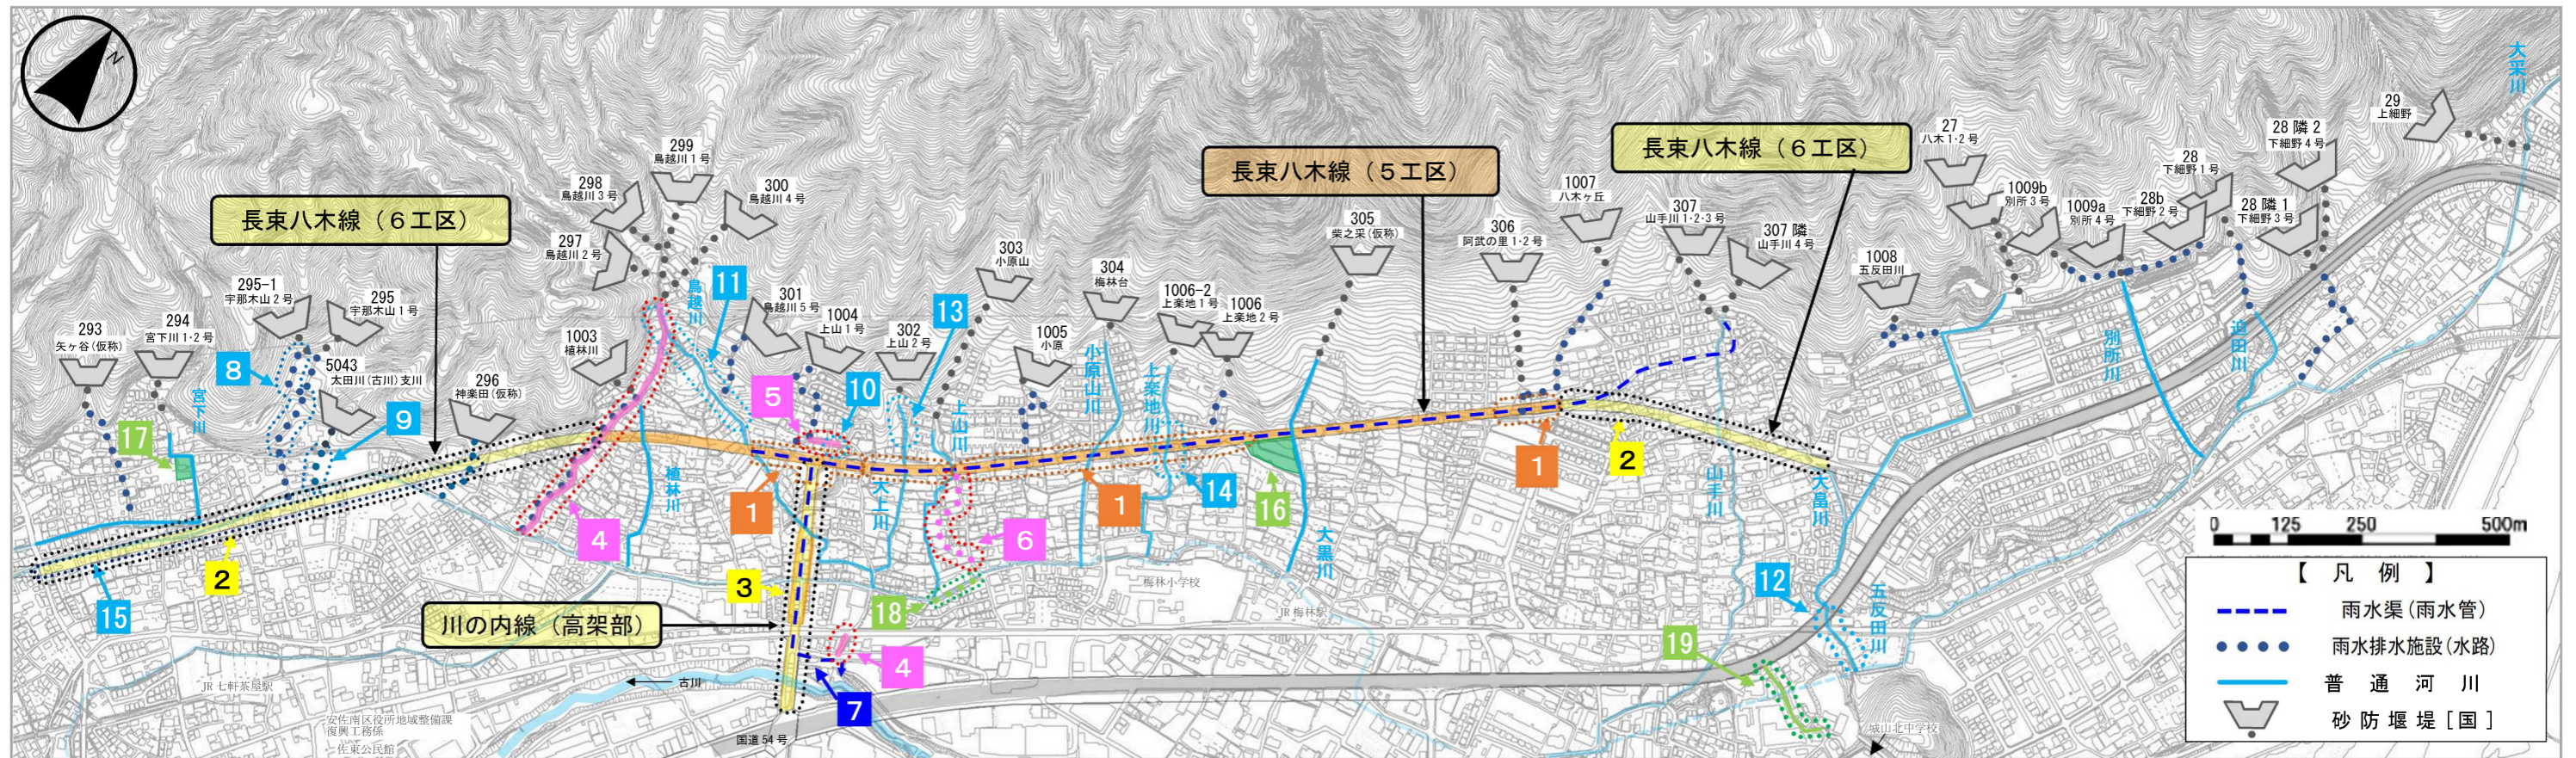 N
大采川
29
上細野
28 隣 2
下細野 4 号
27
八木 1･2 号
28
下細野 1 号
1009b
別所 3 号
1009a
別所 4 号
28b
下細野 2 号
28 隣 1
下細野 3 号
長束八木線（６工区）
長束八木線（５工区）
長束八木線（６工区）
299
鳥越川 1 号
298
鳥越川 3 号
300
鳥越川 4 号
297
鳥越川 2 号
1007
八木ヶ丘
307
山手川 1･2･3 号
307 隣
山手川 4 号
306
阿武の里 1･2 号
305
柴之采(仮称)
303
小原山
304
梅林台
1006-2
上楽地 1 号
1006
上楽地 2 号
1008
五反田川
295-1
宇那木山 2 号
295
宇那木山 1 号
293
矢ヶ谷(仮称)
294
宮下川 1･2 号
5043
太田川(古川)支川
296
神楽田(仮称)
1003
植林川
鳥越川
301
鳥越川 5 号
1004
上山 1 号
302
上山 2 号
1005
小原
11
13
8
9
5
10
17
宮下川
上山川
小原山川
上楽地川
別所川
迫田川
植林川
大上川
山手川
大畠川
大黒川
五反田川
1
1
1
2
2
14
16
4
6
3
15
18
12
19
4
7
川の内線（高架部）
梅林小学校
JR 梅林駅
JR 七軒茶屋駅
古川
安佐南区役所地域整備課
復興工務係
佐東公民館
国道 54 号
城山北中学校
0 125 250 500m
【 凡 例 】
雨水渠（雨水管）
雨水排水施設（水路）
普 通 河 川
砂 防 堰 堤 ［ 国 ］